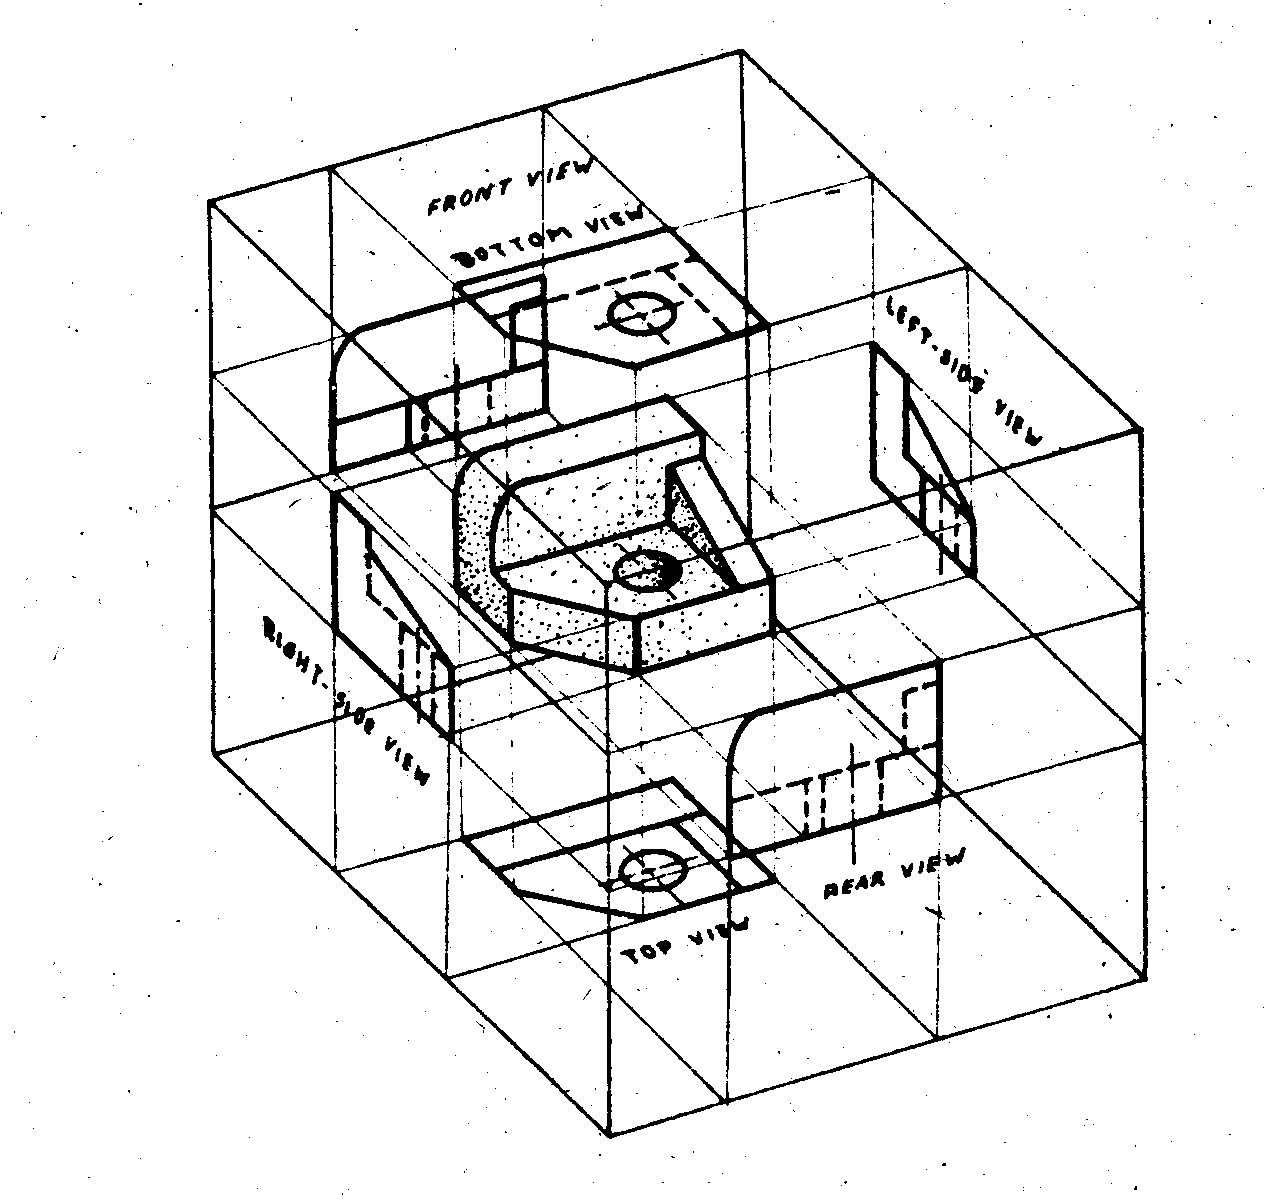 FRONT VIEW
BOTTOM VIEW
LEFT-SIDE VIEW
RIGHT-SIDE VIEW
REAR VIEW
TOP VIEW